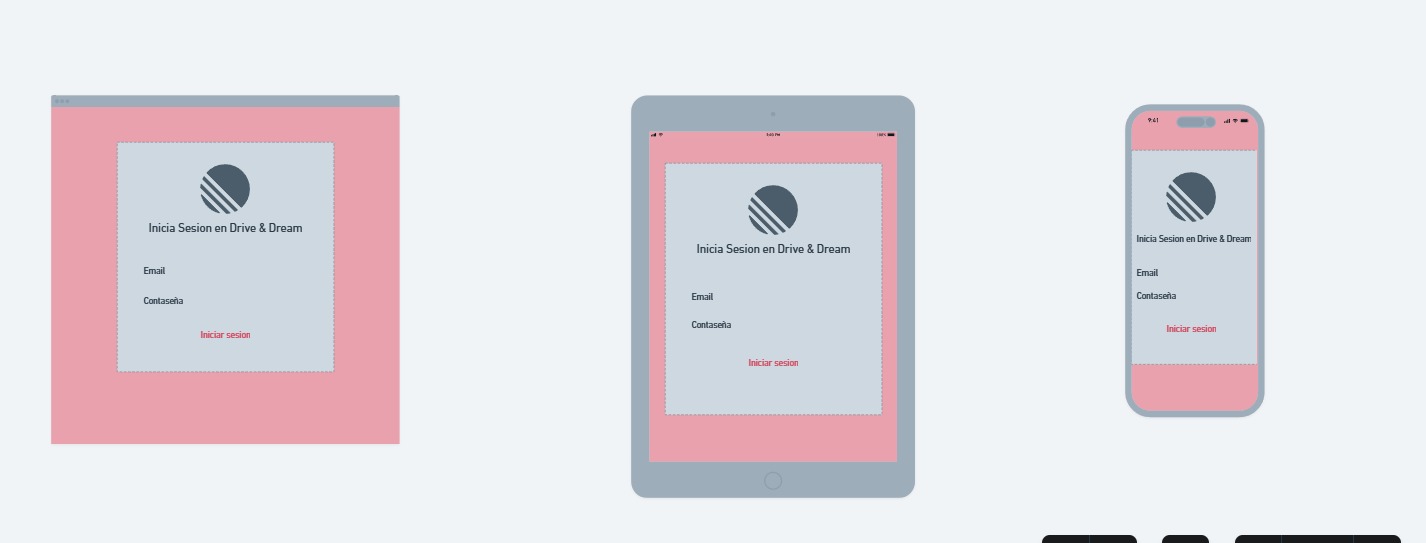 Inicia Sesion en Drive & Dream
Email
Contaseña
Iniciar sesion
9:45 PM
100%
Inicia Sesion en Drive & Dream
Email
Contaseña
Iniciar sesion
9:41
Inicia Sesion en Drive & Dream
Email
Contaseña
Iniciar sesion